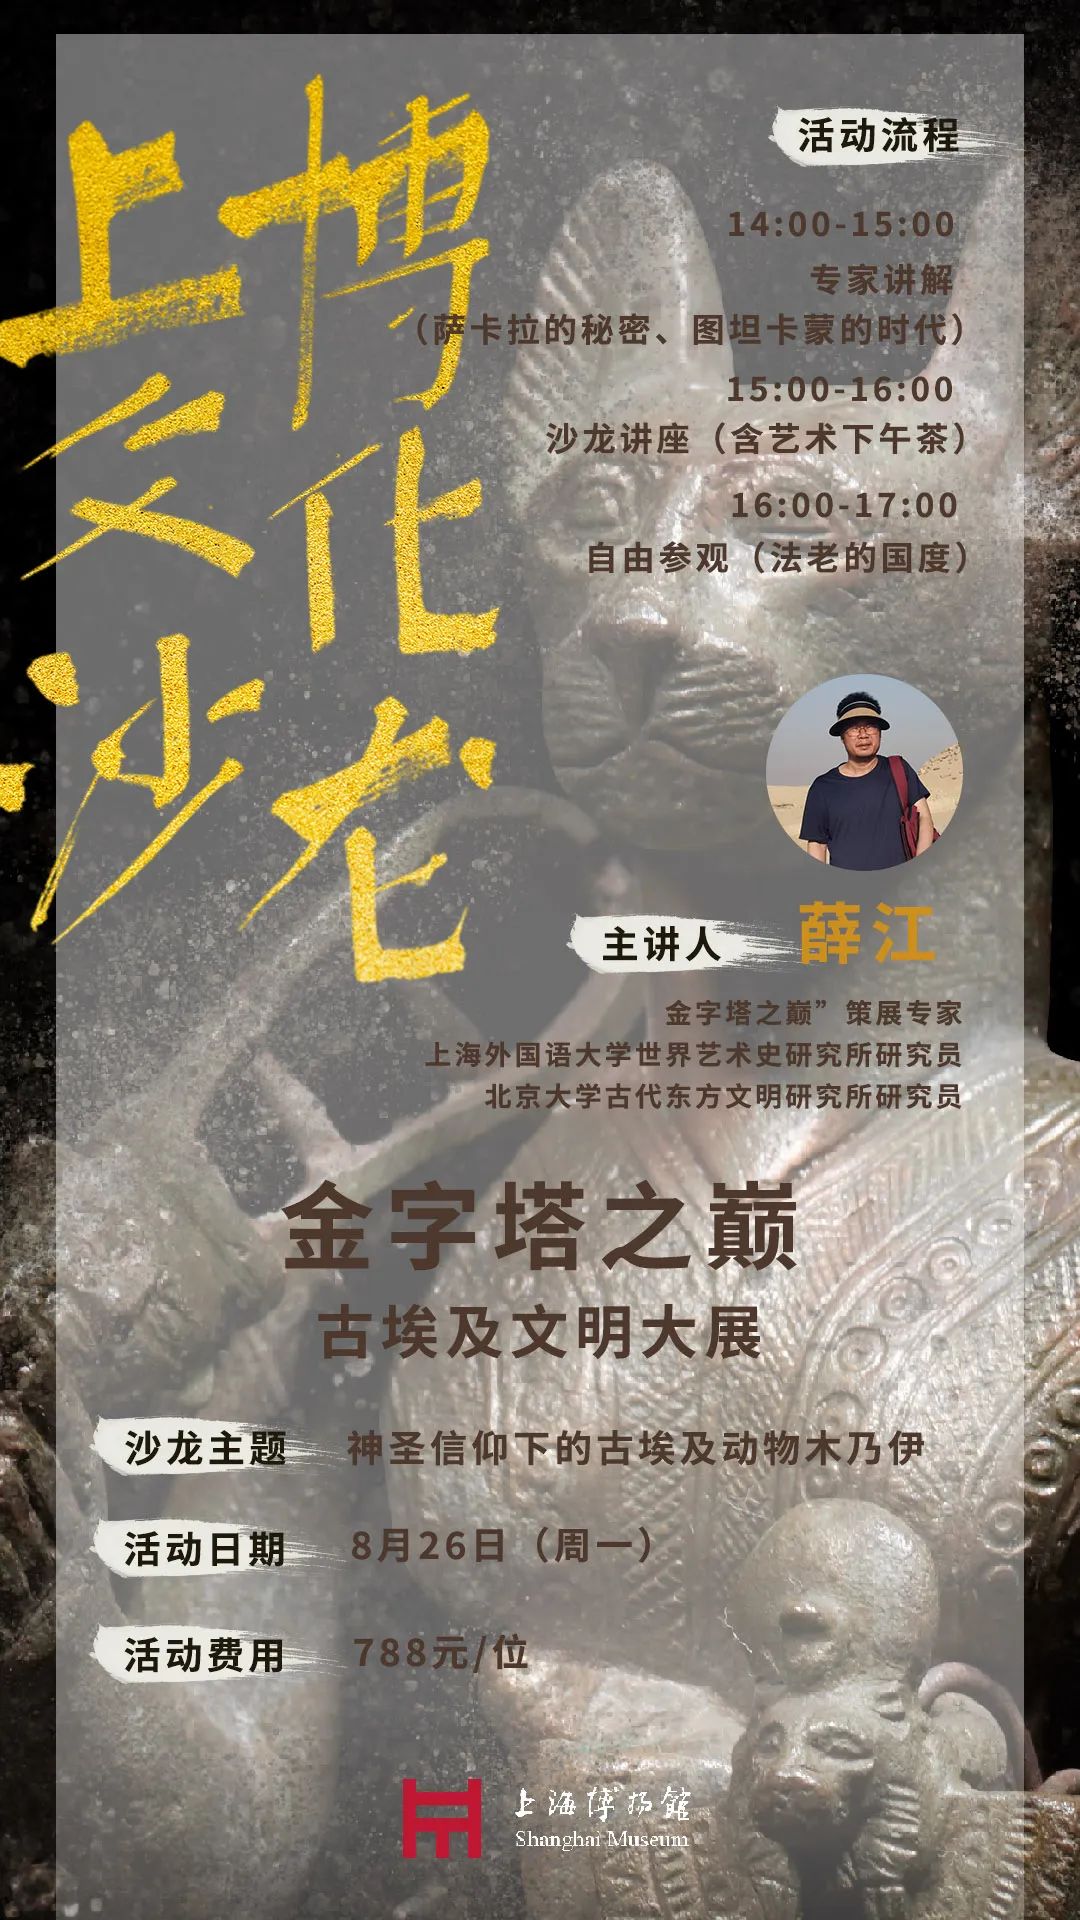 上博
文化
沙龙
活动流程
14:00-15:00
专家讲解
（萨卡拉的秘密、图坦卡蒙的时代）
15:00-16:00
沙龙讲座（含艺术下午茶）
16:00-17:00
自由参观（法老的国度）
主讲人 薛江
金字塔之巅”策展专家
上海外国语大学世界艺术史研究所研究员
北京大学古代东方文明研究所研究员
金字塔之巅
古埃及文明大展
沙龙主题 神圣信仰下的古埃及动物木乃伊
活动日期 8月26日（周一）
活动费用 788元/位
上海博物館
Shanghai Museum